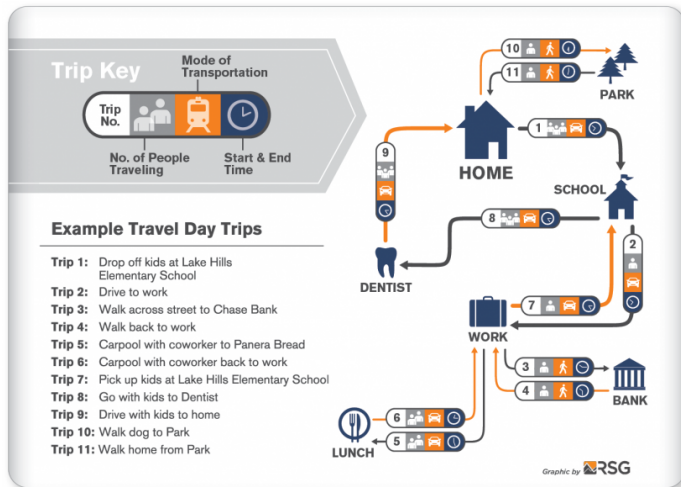 Trip Key
Mode of
Transportation
Trip
No.
No. of People
Traveling
Start & End
Time
Example Travel Day Trips
Trip 1: Drop off kids at Lake Hills
Elementary School
Trip 2: Drive to work
Trip 3: Walk across street to Chase Bank
Trip 4: Walk back to work
Trip 5: Carpool with coworker to Panera Bread
Trip 6: Carpool with coworker back to work
Trip 7: Pick up kids at Lake Hills Elementary School
Trip 8: Go with kids to Dentist
Trip 9: Drive with kids to home
Trip 10: Walk dog to Park
Trip 11: Walk home from Park
10
11
PARK
HOME
1
SCHOOL
9
8
2
DENTIST
7
WORK
3
4
BANK
6
5
LUNCH
Graphic by RSG